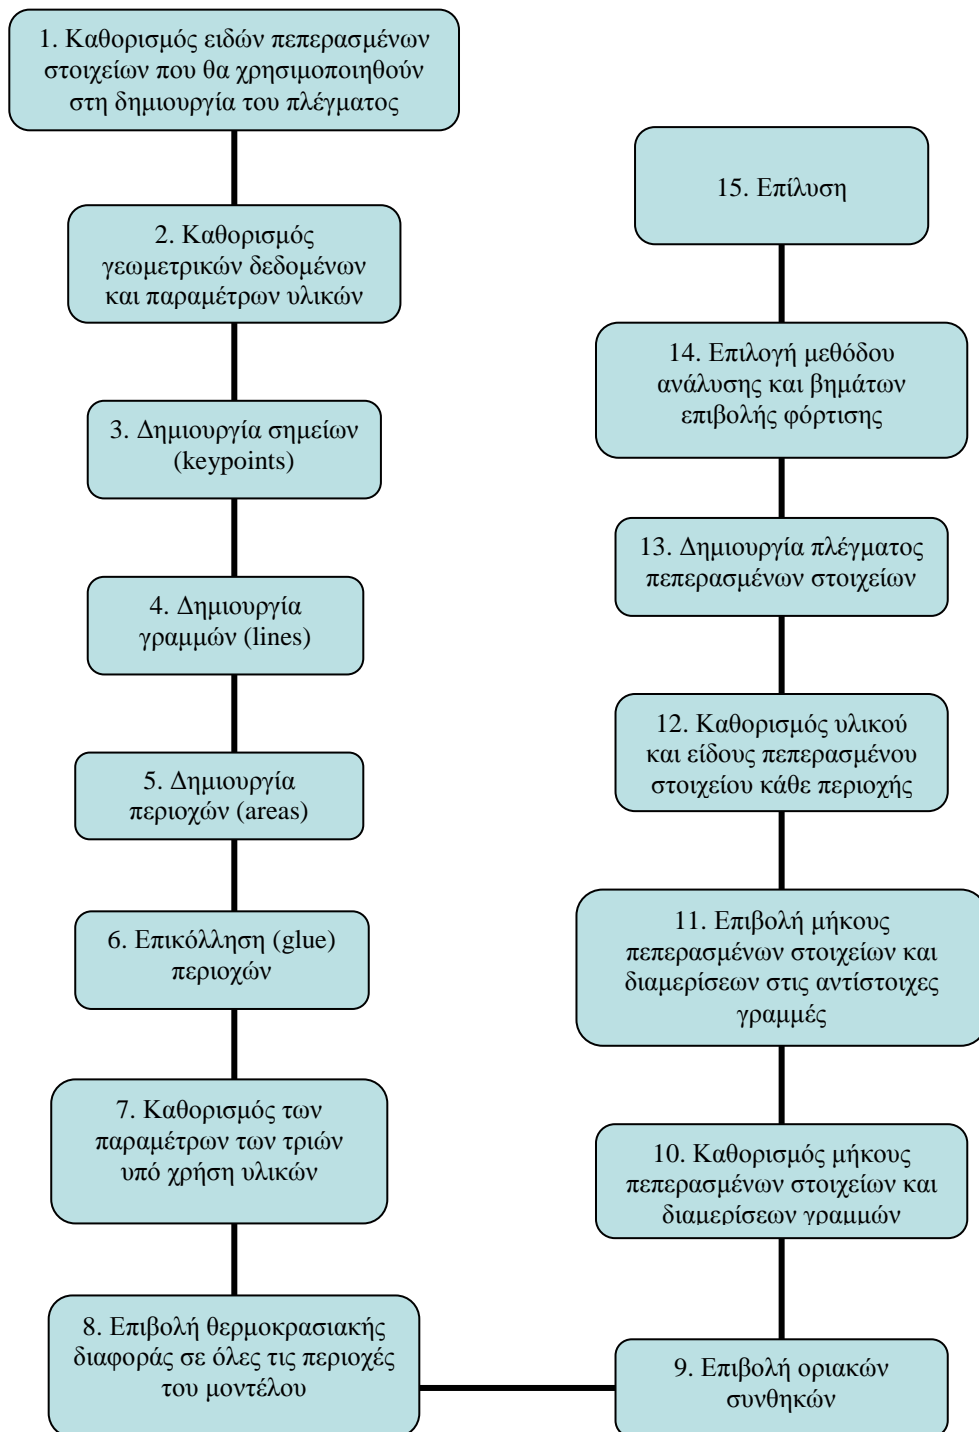 1. Καθορισμός ειδών πεπερασμένων
στοιχείων που θα χρησιμοποιηθούν
στη δημιουργία του πλέγματος
2. Καθορισμός
γεωμετρικών δεδομένων
και παραμέτρων υλικών
3. Δημιουργία σημείων
(keypoints)
4. Δημιουργία
γραμμών (lines)
5. Δημιουργία
περιοχών (areas)
6. Επικόλληση (glue)
περιοχών
7. Καθορισμός των
παραμέτρων των τριών
υπό χρήση υλικών
8. Επιβολή θερμοκρασιακής
διαφοράς σε όλες τις περιοχές
του μοντέλου
9. Επιβολή οριακών
συνθηκών
10. Καθορισμός μήκους
πεπερασμένων στοιχείων και
διαμερίσεων γραμμών
11. Επιβολή μήκους
πεπερασμένων στοιχείων και
διαμερίσεων στις αντίστοιχες
γραμμές
12. Καθορισμός υλικού
και είδους πεπερασμένου
στοιχείου κάθε περιοχής
13. Δημιουργία πλέγματος
πεπερασμένων στοιχείων
14. Επιλογή μεθόδου
ανάλυσης και βημάτων
επιβολής φόρτισης
15. Επίλυση